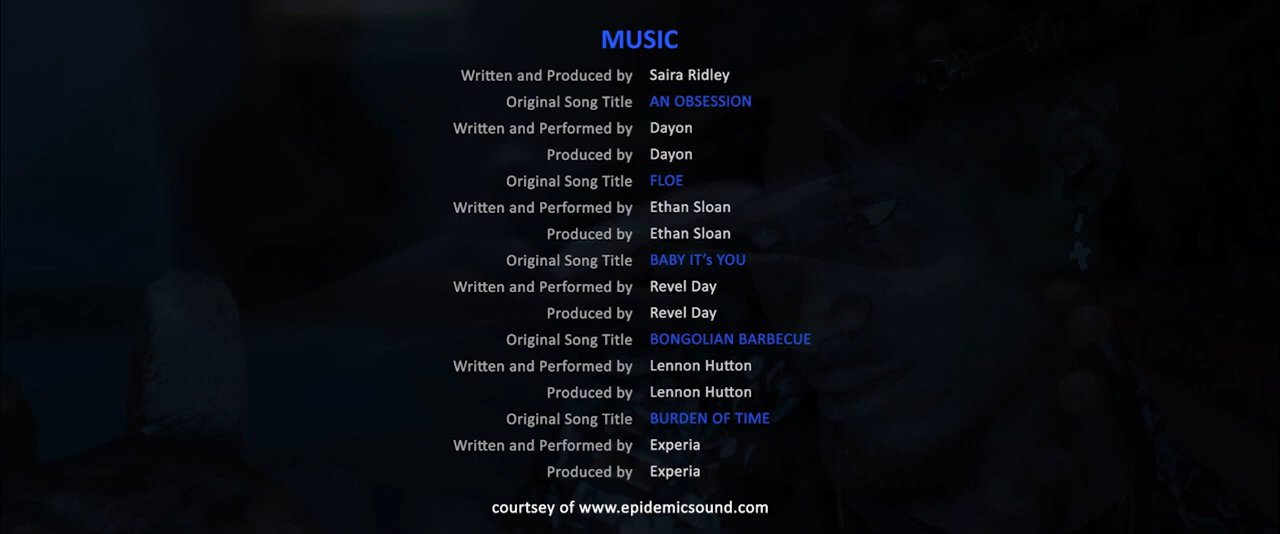 MUSIC
Written and Produced by Saira Ridley
Original Song Title AN OBSESSION
Written and Performed by Dayon
Produced by Dayon
Original Song Title FLOE
Written and Performed by Ethan Sloan
Produced by Ethan Sloan
Original Song Title BABY IT's YOU
Written and Performed by Revel Day
Produced by Revel Day
Original Song Title BONGOLIAN BARBECUE
Written and Performed by Lennon Hutton
Produced by Lennon Hutton
Original Song Title BURDEN OF TIME
Written and Performed by Experia
Produced by Experia
courtsey of www.epidemicsound.com